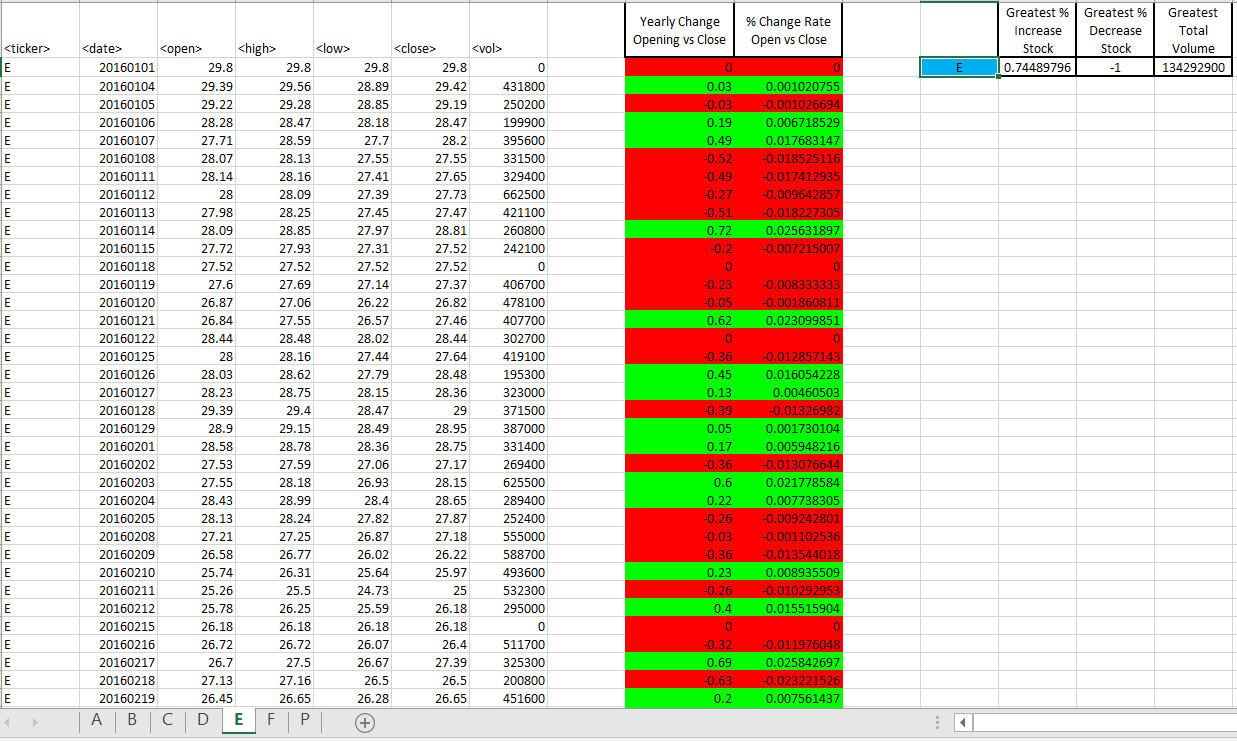 Greatest % Greatest % Greatest
Yearly Change % Change Rate Increase Decrease Total
Opening vs Close Open vs Close Stock Stock Volume
<ticker> <date> <open> <high> <low> <close> <vol>
E 20160101 29.8 29.8 29.8 29.8 0 0 0 E 0.74489796 -1 134292900
E 20160104 29.39 29.56 28.89 29.42 431800 0.03 0.001020755
E 20160105 29.22 29.28 28.85 29.19 250200 -0.03 -0.001026694
E 20160106 28.28 28.47 28.18 28.47 199900 0.19 0.006718529
E 20160107 27.71 28.59 27.7 28.2 395600 0.49 0.017683147
E 20160108 28.07 28.13 27.55 27.55 331500 -0.52 -0.018525116
E 20160111 28.14 28.16 27.41 27.65 329400 -0.49 -0.017412935
E 20160112 28 28.09 27.39 27.73 662500 -0.27 -0.009642857
E 20160113 27.98 28.25 27.45 27.47 421100 -0.51 -0.018227305
E 20160114 28.09 28.85 27.97 28.81 260800 0.72 0.025631897
E 20160115 27.72 27.93 27.31 27.52 242100 -0.2 -0.007215007
E 20160118 27.52 27.52 27.52 27.52 0 0 0
E 20160119 27.6 27.69 27.14 27.37 406700 -0.23 -0.008333333
E 20160120 26.87 27.06 26.22 26.82 478100 -0.05 -0.001860811
E 20160121 26.84 27.55 26.57 27.46 407700 0.62 0.023099851
E 20160122 28.44 28.48 28.02 28.44 302700 0 0
E 20160125 28 28.16 27.44 27.64 419100 -0.36 -0.012857143
E 20160126 28.03 28.62 27.79 28.48 195300 0.45 0.016054228
E 20160127 28.23 28.75 28.15 28.36 323000 0.13 0.00460503
E 20160128 29.39 29.4 28.47 29 371500 -0.39 -0.01326982
E 20160129 28.9 29.15 28.49 28.95 387000 0.05 0.001730104
E 20160201 28.58 28.78 28.36 28.75 331400 0.17 0.005948216
E 20160202 27.53 27.59 27.06 27.17 269400 -0.36 -0.013076644
E 20160203 27.55 28.18 26.93 28.15 625500 0.6 0.021778584
E 20160204 28.43 28.99 28.4 28.65 289400 0.22 0.007738305
E 20160205 28.13 28.24 27.82 27.87 252400 -0.26 -0.009242801
E 20160208 27.21 27.25 26.87 27.18 555000 -0.03 -0.001102536
E 20160209 26.58 26.77 26.02 26.22 588700 -0.36 -0.013544018
E 20160210 25.74 26.31 25.64 25.97 493600 0.23 0.008935509
E 20160211 25.26 25.5 24.73 25 532300 -0.26 -0.010292953
E 20160212 25.78 26.25 25.59 26.18 295000 0.4 0.015515904
E 20160215 26.18 26.18 26.18 26.18 0 0 0
E 20160216 26.72 26.72 26.07 26.4 511700 -0.32 -0.011976048
E 20160217 26.7 27.5 26.67 27.39 325300 0.69 0.025842697
E 20160218 27.13 27.16 26.5 26.5 200800 -0.63 -0.023221526
E 20160219 26.45 26.65 26.28 26.65 451600 0.2 0.007561437
A B C D E F P